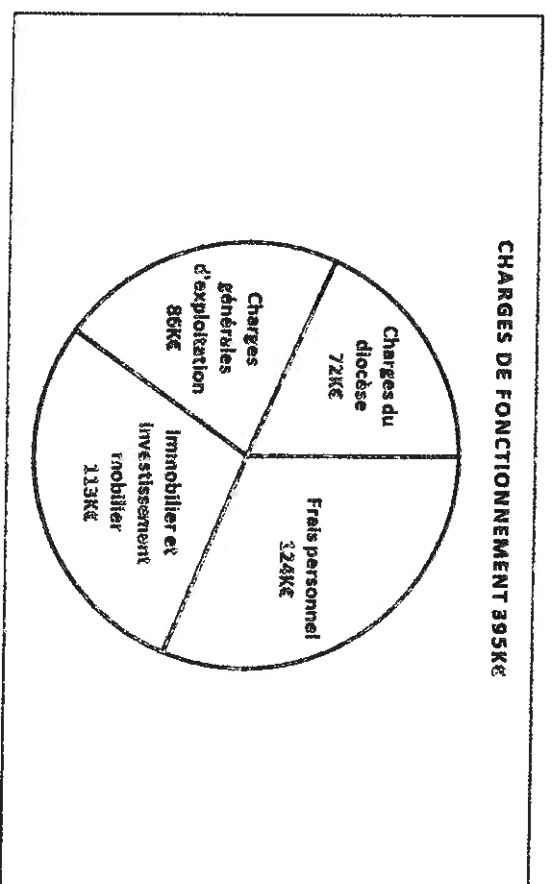 CHARGES DE FONCTIONNEMENT 395K€
Charges du
diocèse
72K€
Frais personnel
124K€
Charges
générales
d'exploitation
86K€
Immobilier et
investissement
mobilier
113K€